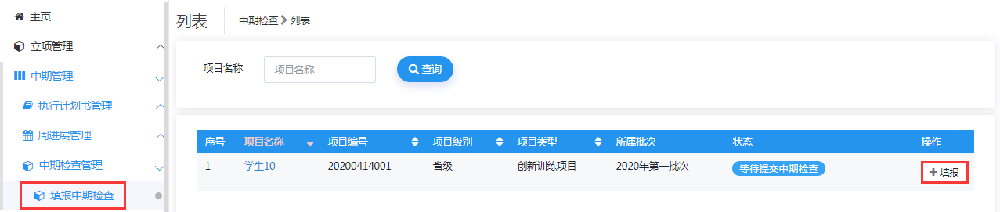 主页
立项管理
中期管理
执行计划书管理
周进展管理
中期检查管理
填报中期检查
列表 中期检查 列表
项目名称 项目名称 查询
序号 项目名称 项目编号 项目级别 项目类型 所属批次 状态 操作
1 学生10 20200414001 省级 创新训练项目 2020年第一批次 等待提交中期检查 填报